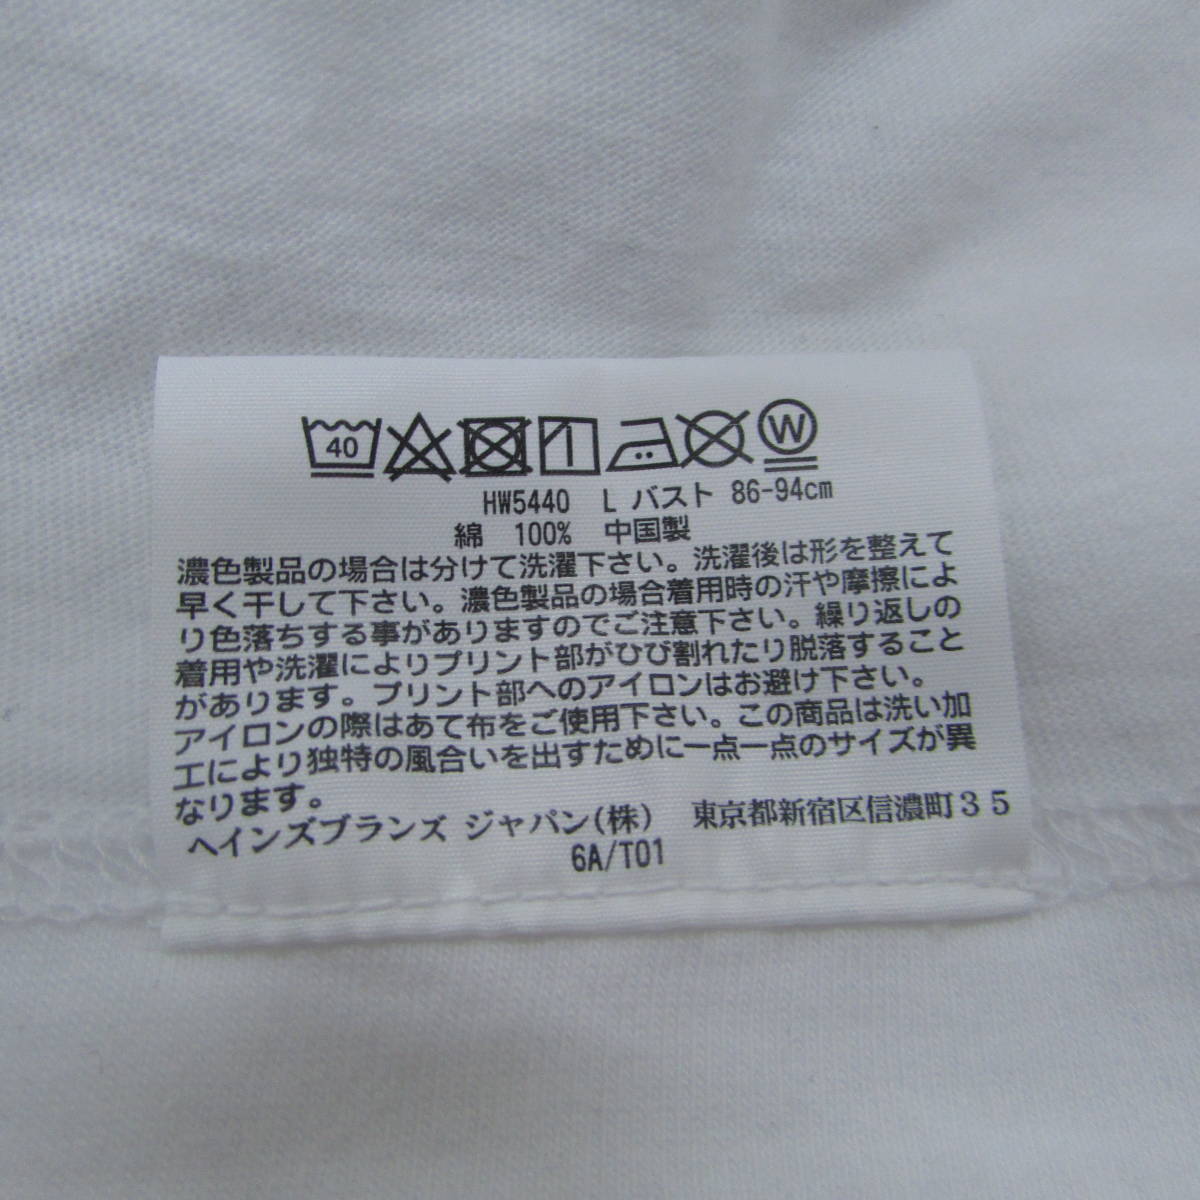 40 W
HW5440 L バスト 86-94cm
綿 100% 中国製
濃色製品の場合は分けて洗濯下さい。洗濯後は形を整えて
早く干して下さい。濃色製品の場合着用時の汗や摩擦によ
り色落ちする事がありますのでご注意下さい。繰り返しの
着用や洗濯によりプリント部がひび割れたり脱落すること
があります。プリント部へのアイロンはお避け下さい。
アイロンの際はあて布をご使用下さい。この商品は洗い加
工により独特の風合いを出すために一点一点のサイズが異
なります。
ヘインズブランズ ジャパン(株) 東京都新宿区信濃町35
6A/T01